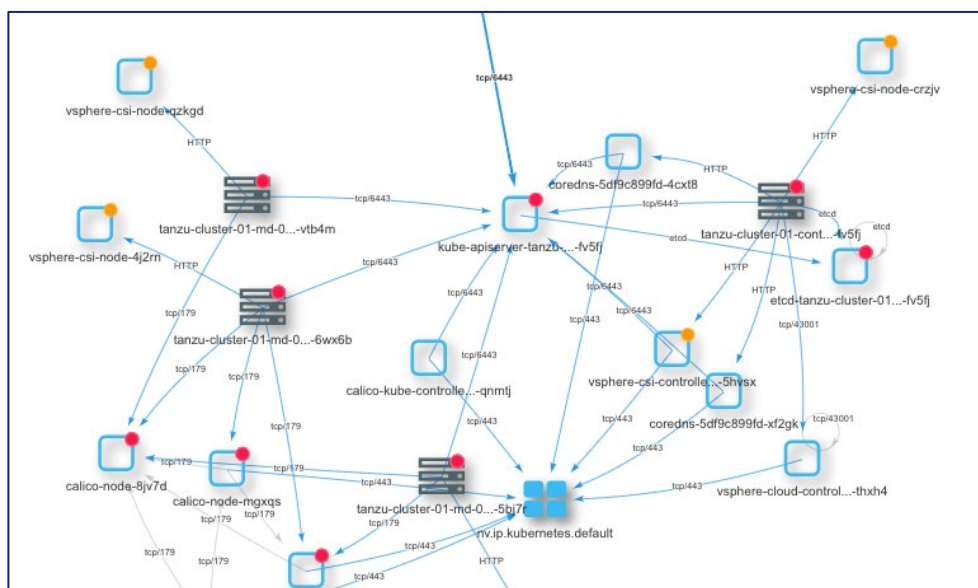 tcp/6443
vsphere-csi-node-qzkgd
vsphere-csi-node-crzjv
HTTP
HTTP
tcp/6443
coredns-5df9c899fd-4cxt8
HTTP
tcp/6443
tcp/6443
tanzu-cluster-01-md-0...-vtb4m
tanzu-cluster-01-cont...-fv5fj
etcd
etcd
kube-apiserver-tanzu-...-fv5fj
etcd
vsphere-csi-node-4j2rn
HTTP
tcp/6443
HTTP
HTTP
etcd-tanzu-cluster-01...-fv5fj
tcp/179
tcp/6443
tcp/6443
tcp/6443
tcp/43001
tanzu-cluster-01-md-0...-6wx6b
tcp/443
tcp/6443
calico-kube-controlle...-qnmtj
vsphere-csi-controlle...-5hvsx
tcp/179
tcp/179
coredns-5df9c899fd-xf2gk
tcp/43001
tcp/443
tcp/179
tcp/443
tcp/443
calico-node-8jv7d
tcp/179
tcp/179
tcp/443
tcp/443
vsphere-cloud-control...-thxh4
calico-node-mgxqs
tanzu-cluster-01-md-0...-5bj7r
tcp/179
tcp/179
tcp/179
nv.ip.kubernetes.default
tcp/179
tcp/179
tcp/443
HTTP
tcp/443